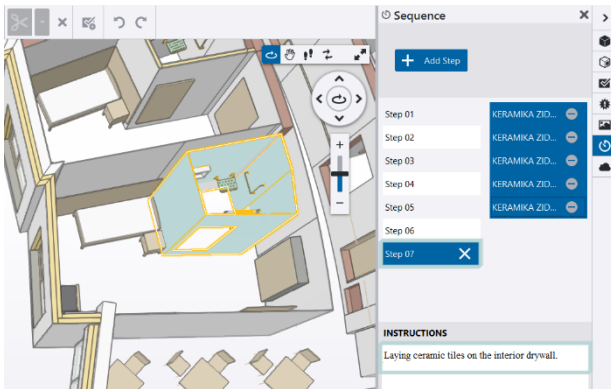 Sequence
Add Step
Step 01 KERAMIKA ZID...
Step 02 KERAMIKA ZID...
Step 03 KERAMIKA ZID...
Step 04 KERAMIKA ZID...
Step 05 KERAMIKA ZID...
Step 06
Step 07
INSTRUCTIONS
Laying ceramic tiles on the interior drywall.